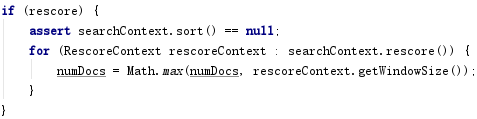 if (rescore) {
    assert searchContext.sort() == null;
    for (RescoreContext rescoreContext : searchContext.rescore()) {
        numDocs = Math.max(numDocs, rescoreContext.getWindowSize());
    }
}